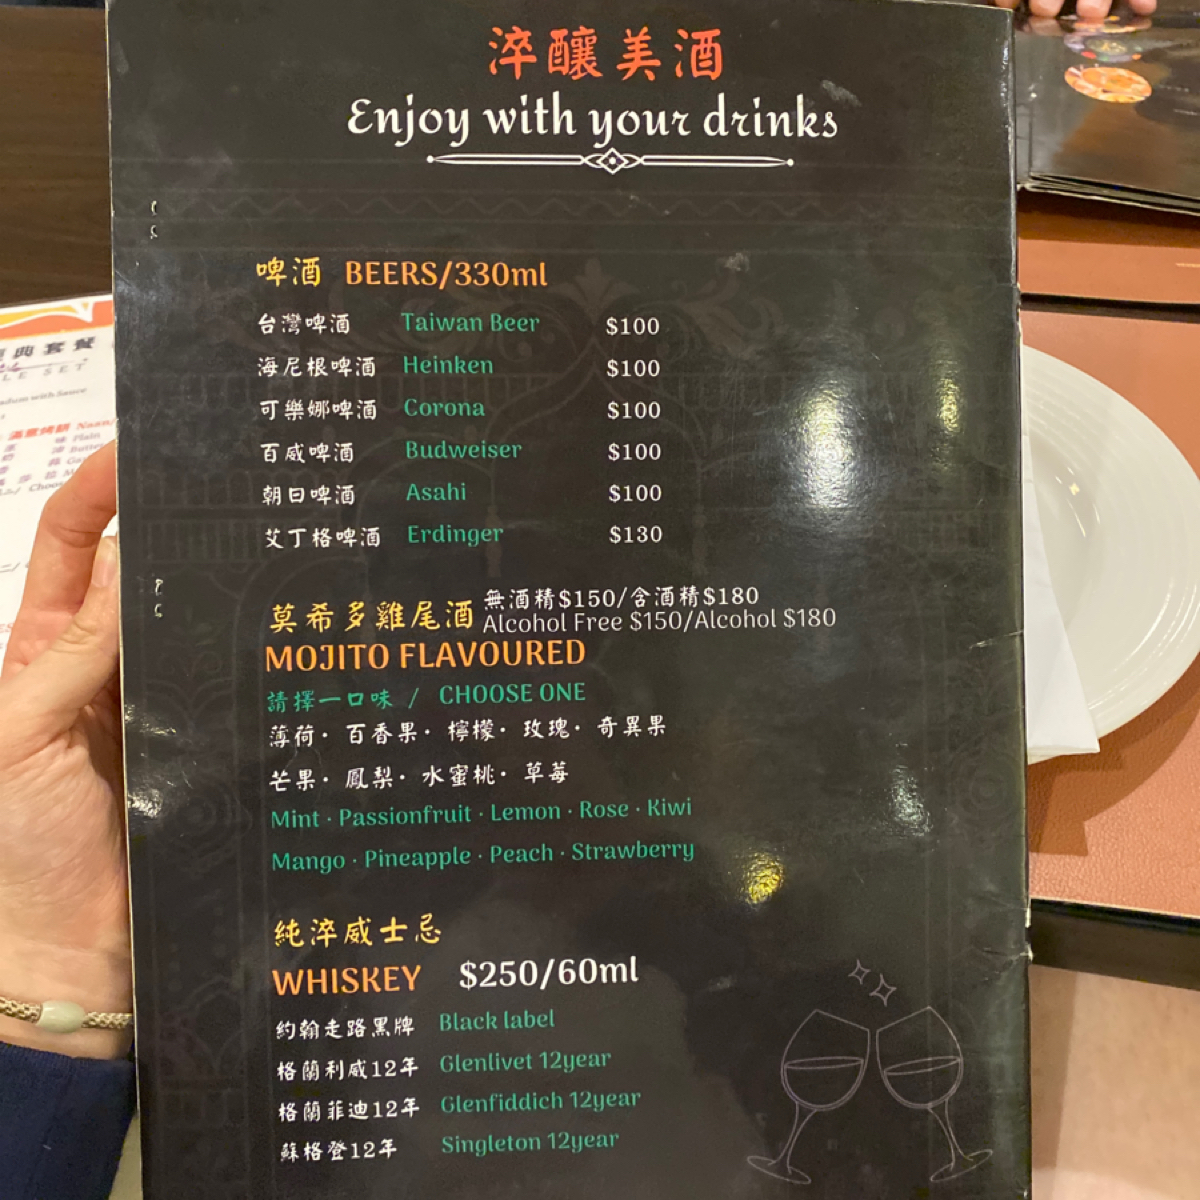 淬釀美酒
Enjoy with your drinks
啤酒 BEERS/330ml
台灣啤酒 Taiwan Beer $100
海尼根啤酒 Heinken $100
可樂娜啤酒 Corona $100
百威啤酒 Budweiser $100
朝日啤酒 Asahi $100
艾丁格啤酒 Erdinger $130
莫希多雞尾酒 無酒精$150/含酒精$180
Alcohol Free $150/Alcohol $180
MOJITO FLAVOURED
請擇一口味 / CHOOSE ONE
薄荷· 百香果· 檸檬· 玫瑰· 奇異果
芒果· 鳳梨· 水蜜桃· 草莓
Mint · Passionfruit · Lemon · Rose · Kiwi
Mango · Pineapple · Peach · Strawberry
純淬威士忌
WHISKEY $250/60ml
約翰走路黑牌 Black label
格蘭利威12年 Glenlivet 12year
格蘭菲迪12年 Glenfiddich 12year
蘇格登12年 Singleton 12year
典套餐
LE SET
with Sauce
Plain